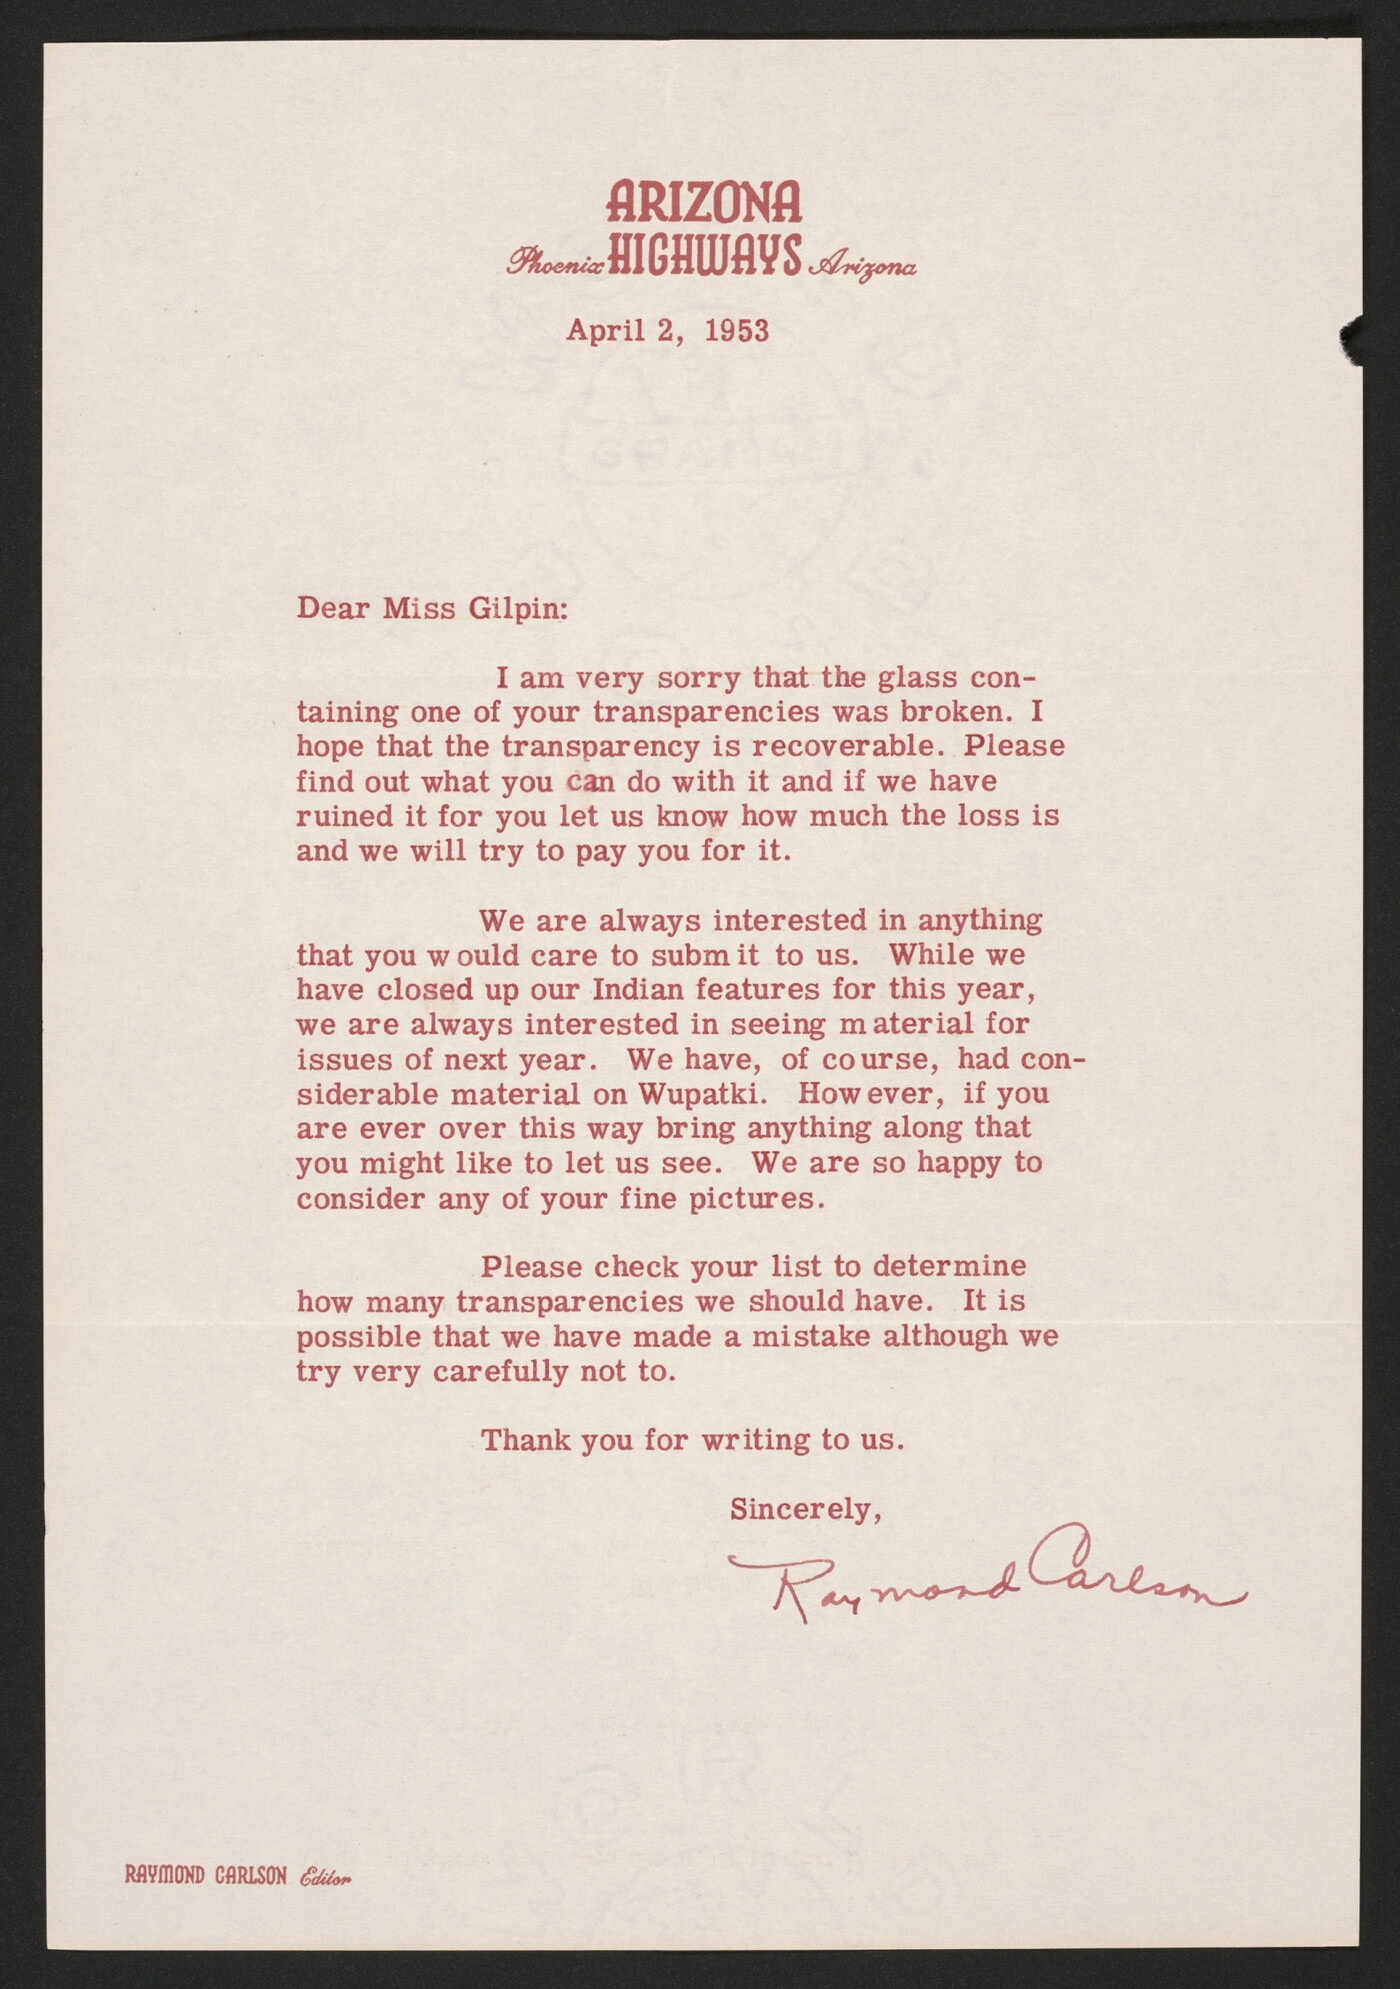 ARIZONA
Phoenix HIGHWAYS Arizona
April 2, 1953
Dear Miss Gilpin:
I am very sorry that the glass con-
taining one of your transparencies was broken. I
hope that the transparency is recoverable. Please
find out what you can do with it and if we have
ruined it for you let us know how much the loss is
and we will try to pay you for it.
We are always interested in anything
that you would care to submit to us. While we
have closed up our Indian features for this year,
we are always interested in seeing material for
issues of next year. We have, of course, had con-
siderable material on Wupatki. However, if you
are ever over this way bring anything along that
you might like to let us see. We are so happy to
consider any of your fine pictures.
Please check your list to determine
how many transparencies we should have. It is
possible that we have made a mistake although we
try very carefully not to.
Thank you for writing to us.
Sincerely,
Raymond Carlson
RAYMOND CARLSON Editor